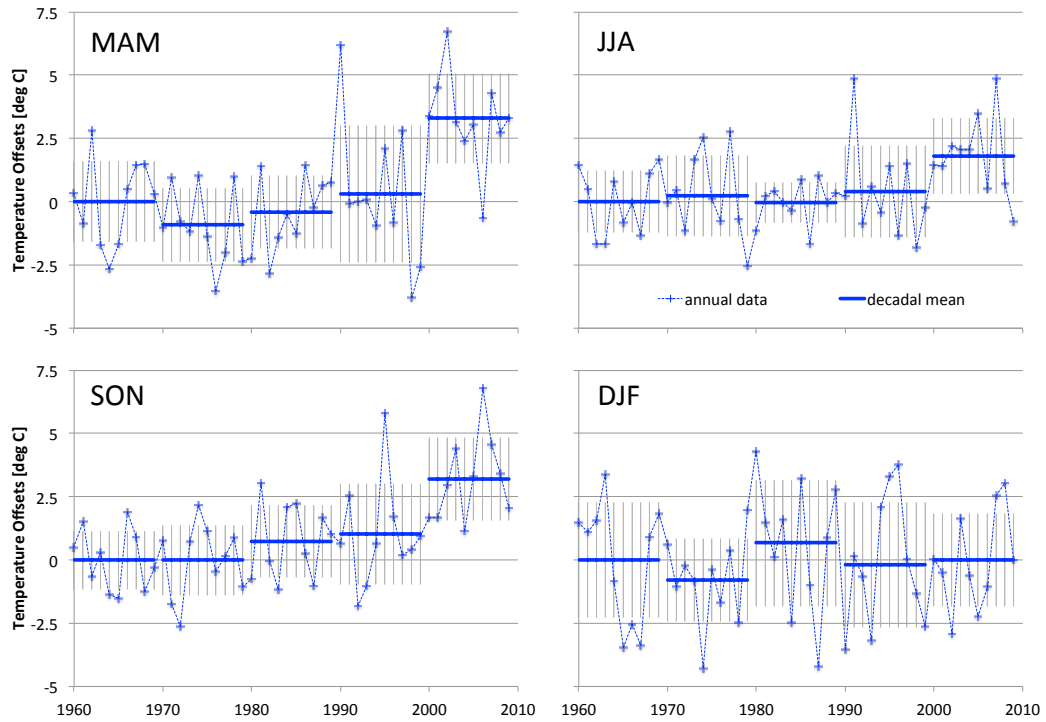 MAM
JJA
Temperature Offsets [deg C]
7.5
5
2.5
0
-2.5
-5
annual data
decadal mean
SON
DJF
Temperature Offsets [deg C]
7.5
5
2.5
0
-2.5
-5
1960 1970 1980 1990 2000 2010
1960 1970 1980 1990 2000 2010